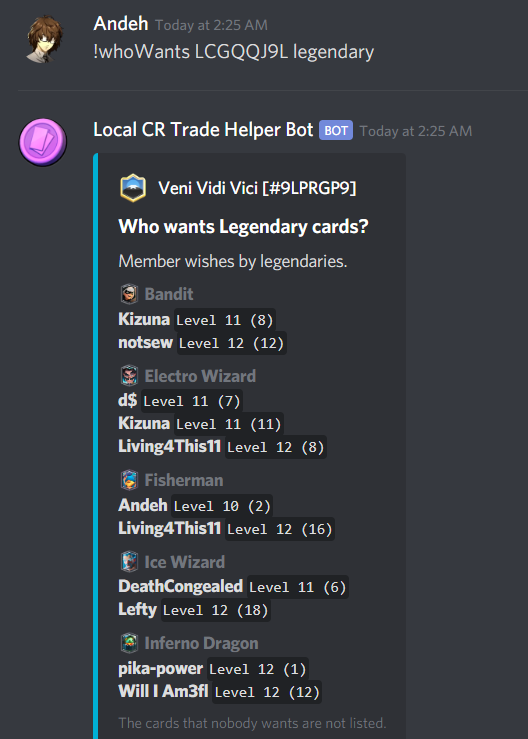 Andeh Today at 2:25 AM
!whoWants LCGQQJ9L legendary
Local CR Trade Helper Bot BOT Today at 2:25 AM
Veni Vidi Vici [#9LPRGP9]
Who wants Legendary cards?
Member wishes by legendaries.
Bandit
Kizuna Level 11 (8)
notsew Level 12 (12)
Electro Wizard
d$ Level 11 (7)
Kizuna Level 11 (11)
Living4This11 Level 12 (8)
Fisherman
Andeh Level 10 (2)
Living4This11 Level 12 (16)
Ice Wizard
DeathCongealed Level 11 (6)
Lefty Level 12 (18)
Inferno Dragon
pika-power Level 12 (1)
Will I Am3fl Level 12 (12)
The cards that nobody wants are not listed.